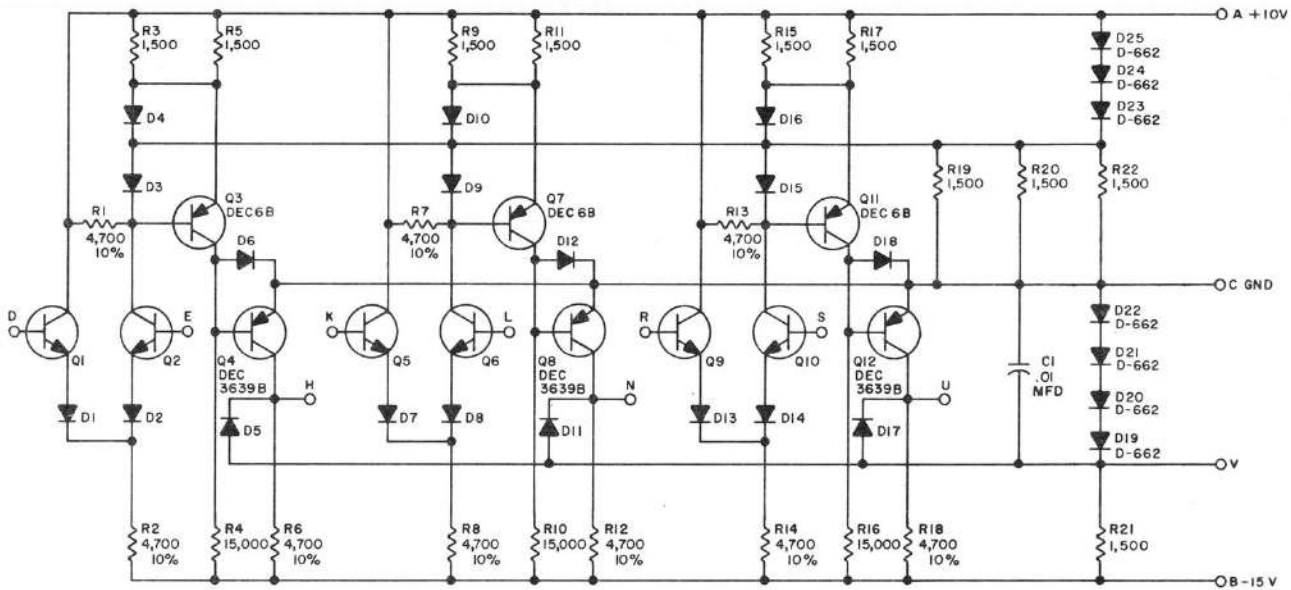 A +10V
R3
1,500
R5
1,500
R9
1,500
R11
1,500
R15
1,500
R17
1,500
D25
D-662
D24
D-662
D23
D-662
D4
D10
D16
D3
D9
D15
Q3
DEC6B
Q7
DEC 6B
Q11
DEC 6B
R19
1,500
R20
1,500
R22
1,500
R1
4,700
10%
R7
4,700
10%
R13
4,700
10%
D6
D12
D18
C GND
D
Q1
E
Q2
K
Q5
L
Q6
R
Q9
S
Q10
Q4
DEC
3639B
Q8
DEC
3639B
Q12
DEC
3639B
H
N
U
D1
D2
D5
D7
D8
D11
D13
D14
D17
C1
.01
MFD
D22
D-662
D21
D-662
D20
D-662
D19
D-662
V
R2
4,700
10%
R4
15,000
R6
4,700
10%
R8
4,700
10%
R10
15,000
R12
4,700
10%
R14
4,700
10%
R16
15,000
R18
4,700
10%
R21
1,500
B-15V